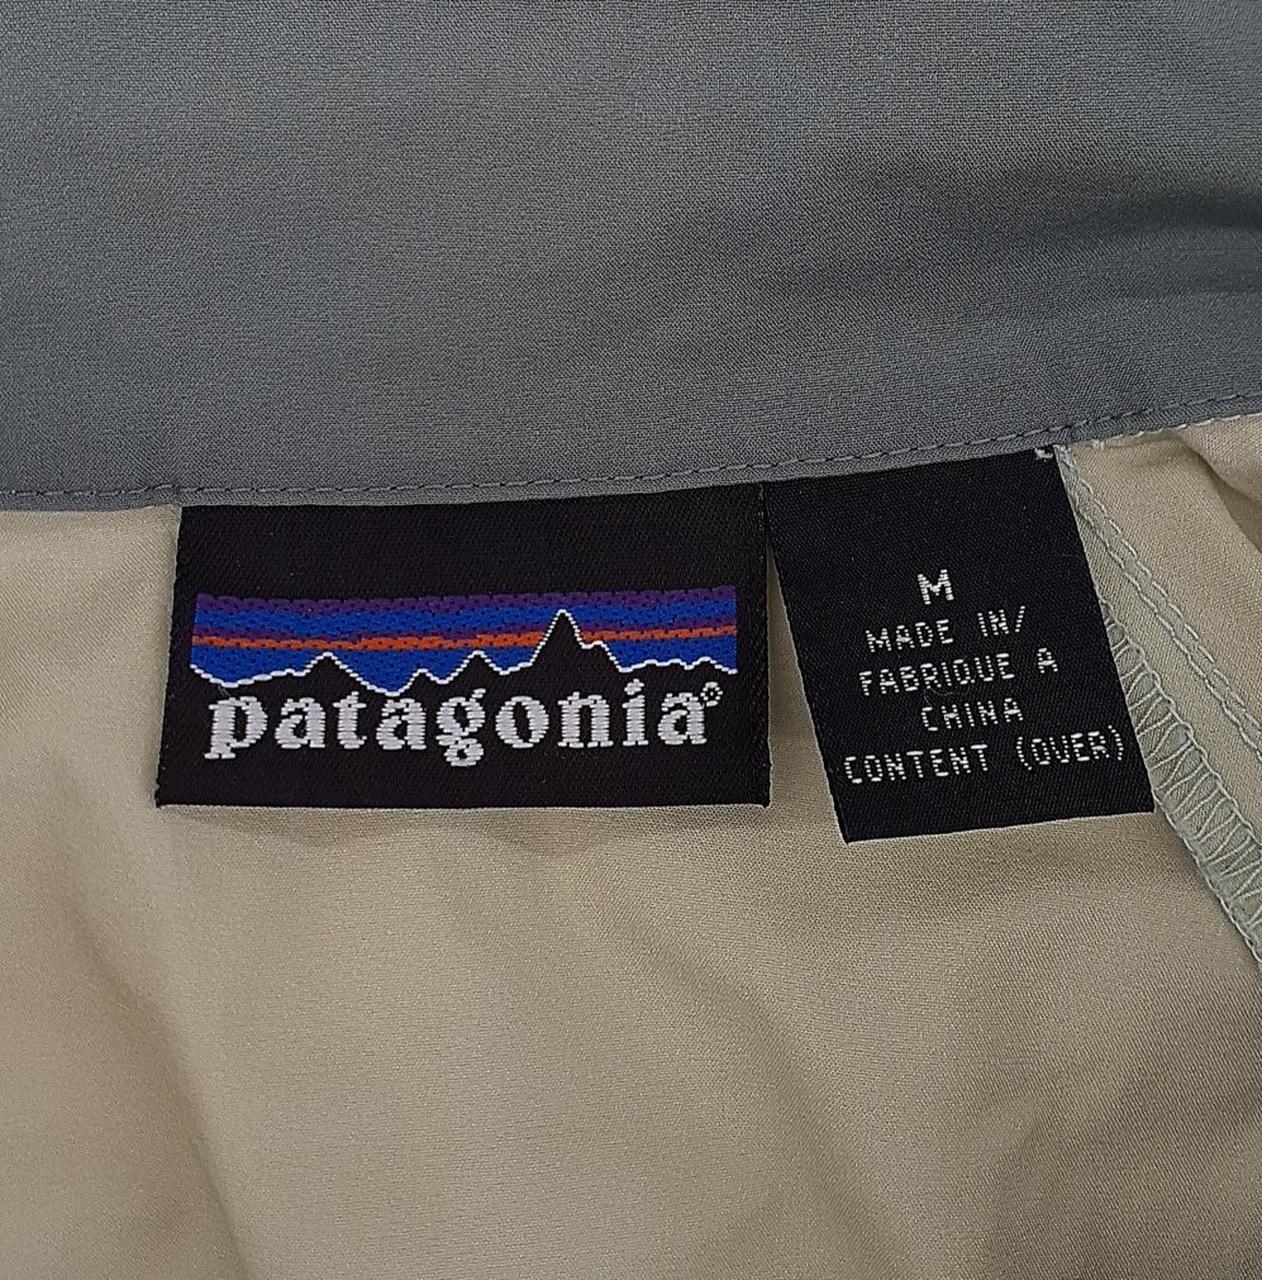 patagonia®
M
MADE IN/
FABRIQUE A
CHINA
CONTENT (OVER)